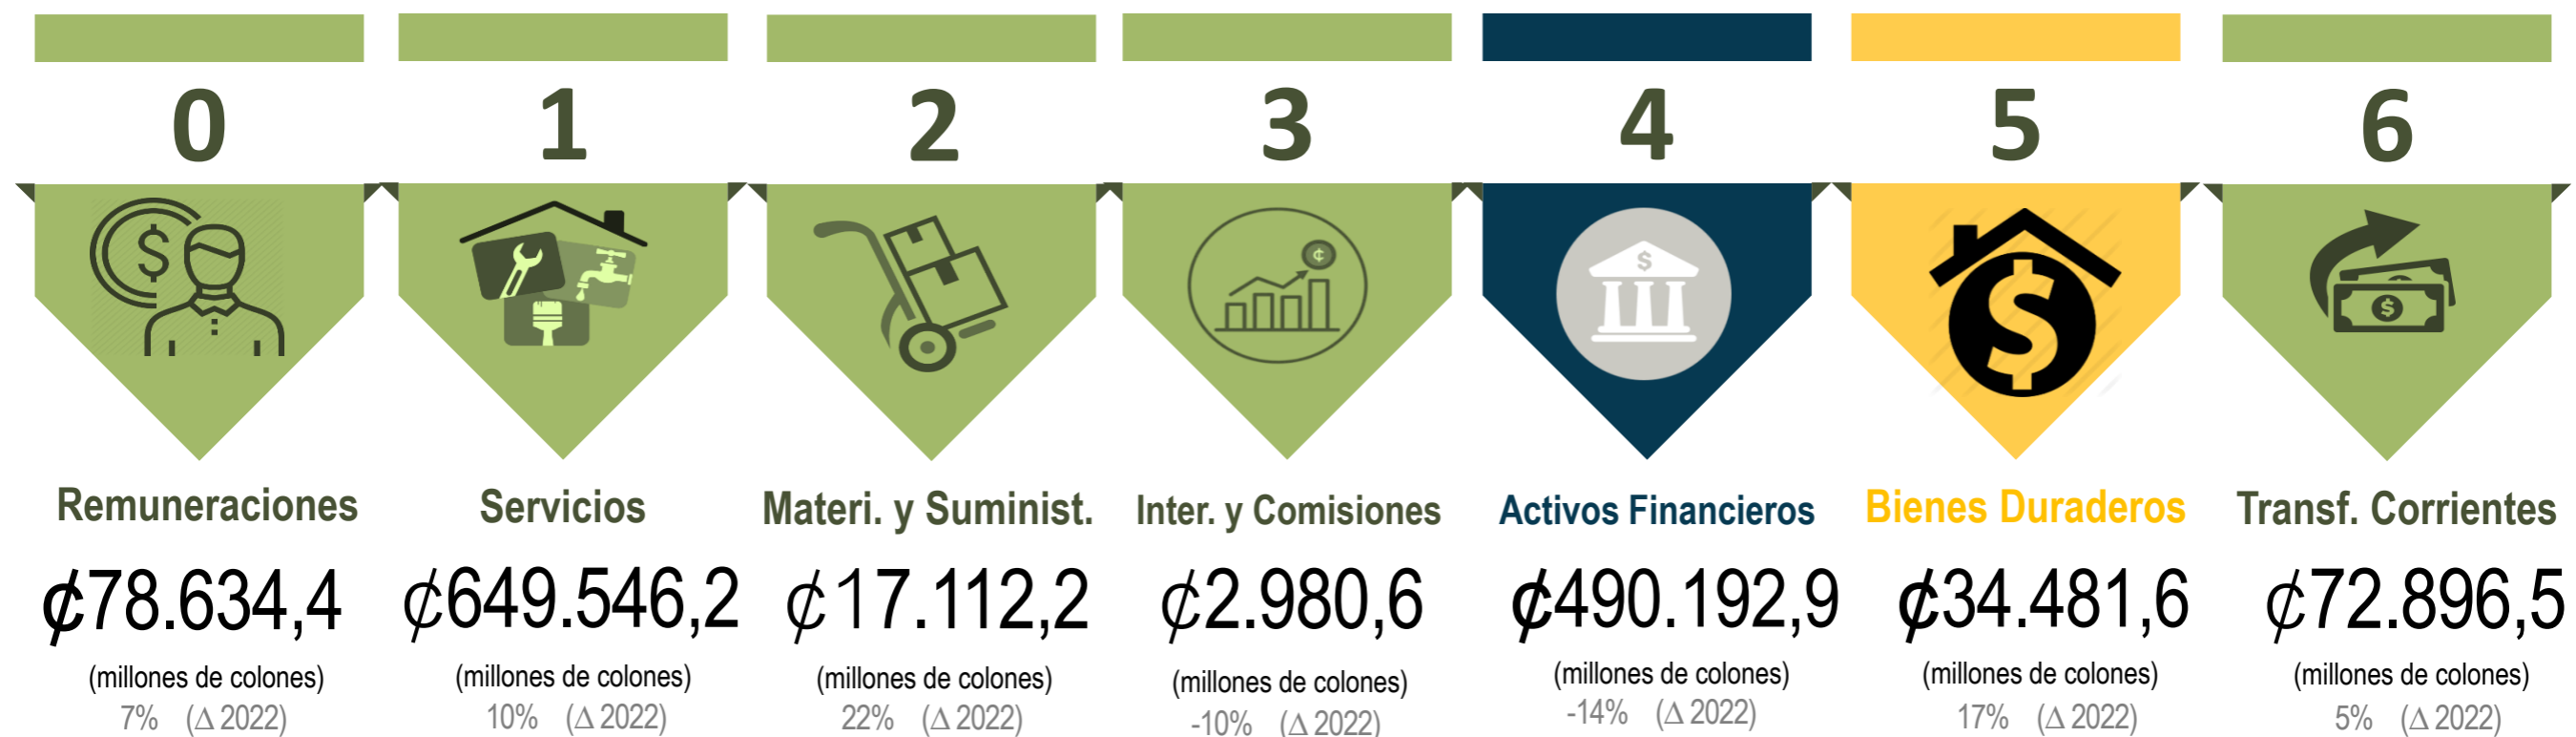 0
1
2
3
4
5
6
$
¢
$
$
$
Remuneraciones
Servicios
Materi. y Suminist.
Inter. y Comisiones
Activos Financieros
Bienes Duraderos
Transf. Corrientes
₡78.634,4
₡649.546,2
₡17.112,2
₡2.980,6
₡490.192,9
₡34.481,6
₡72.896,5
(millones de colones)
(millones de colones)
(millones de colones)
(millones de colones)
(millones de colones)
(millones de colones)
(millones de colones)
7% (Δ 2022)
10% (Δ 2022)
22% (Δ 2022)
-10% (Δ 2022)
-14% (Δ 2022)
17% (Δ 2022)
5% (Δ 2022)